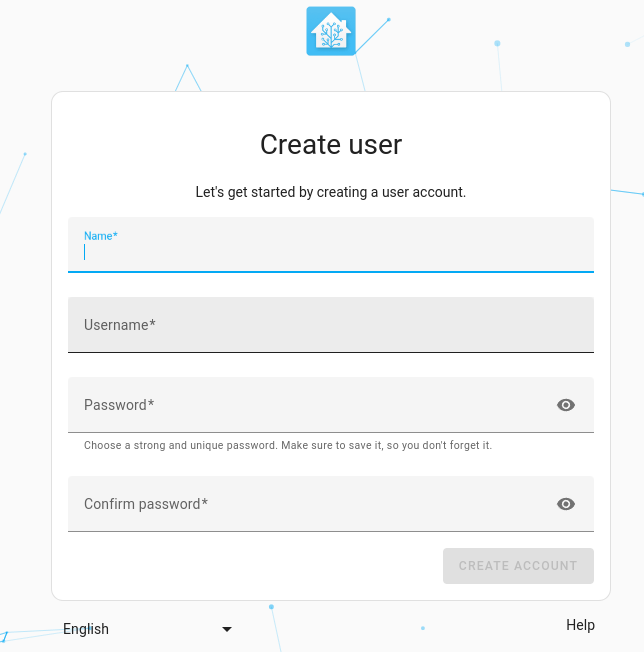 Create user
Let's get started by creating a user account.
Name*
Username*
Password*
Choose a strong and unique password. Make sure to save it, so you don't forget it.
Confirm password*
CREATE ACCOUNT
English
Help